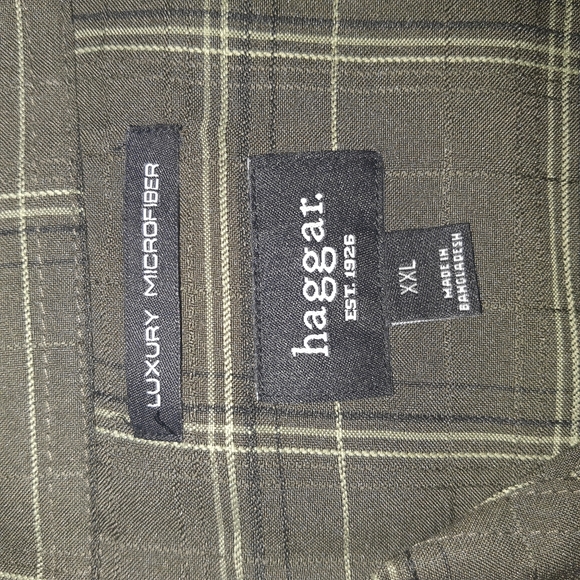 LUXURY MICROFIBER
haggar.
EST. 1926
XXL
MADE IN
BANGLADESH